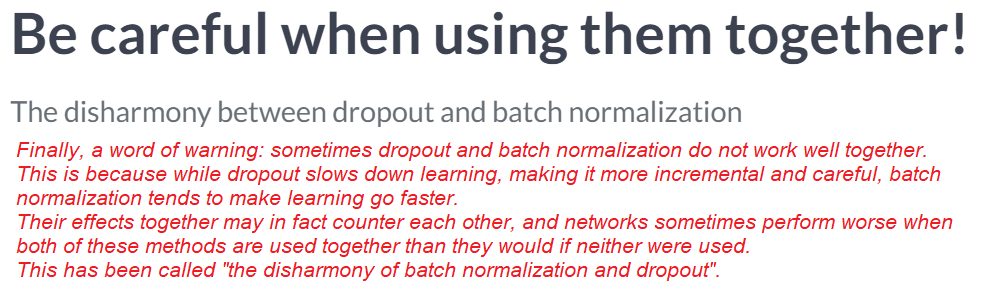 Be careful when using them together!
The disharmony between dropout and batch normalization
Finally, a word of warning: sometimes dropout and batch normalization do not work well together.
This is because while dropout slows down learning, making it more incremental and careful, batch
normalization tends to make learning go faster.
Their effects together may in fact counter each other, and networks sometimes perform worse when
both of these methods are used together than they would if neither were used.
This has been called "the disharmony of batch normalization and dropout".